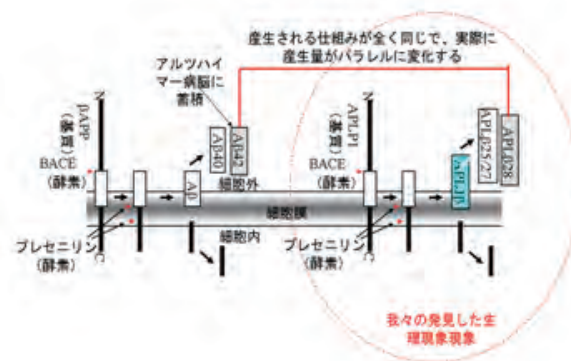 産生される仕組みが全く同じで、実際に
産生量がパラレルに変化する
アルツハイ
マー病脳に
蓄積
N
βAPP
(基質)
BACE
(酵素)
Aβ40
Aβ42
Aβ
細胞外
細胞膜
細胞内
プレセニリン
(酵素)
C
N
APLP1
(基質)
BACE
(酵素)
APL1β
APL1β25/27
APL1β28
プレセニリン
(酵素)
C
我々の発見した生
理現象現象